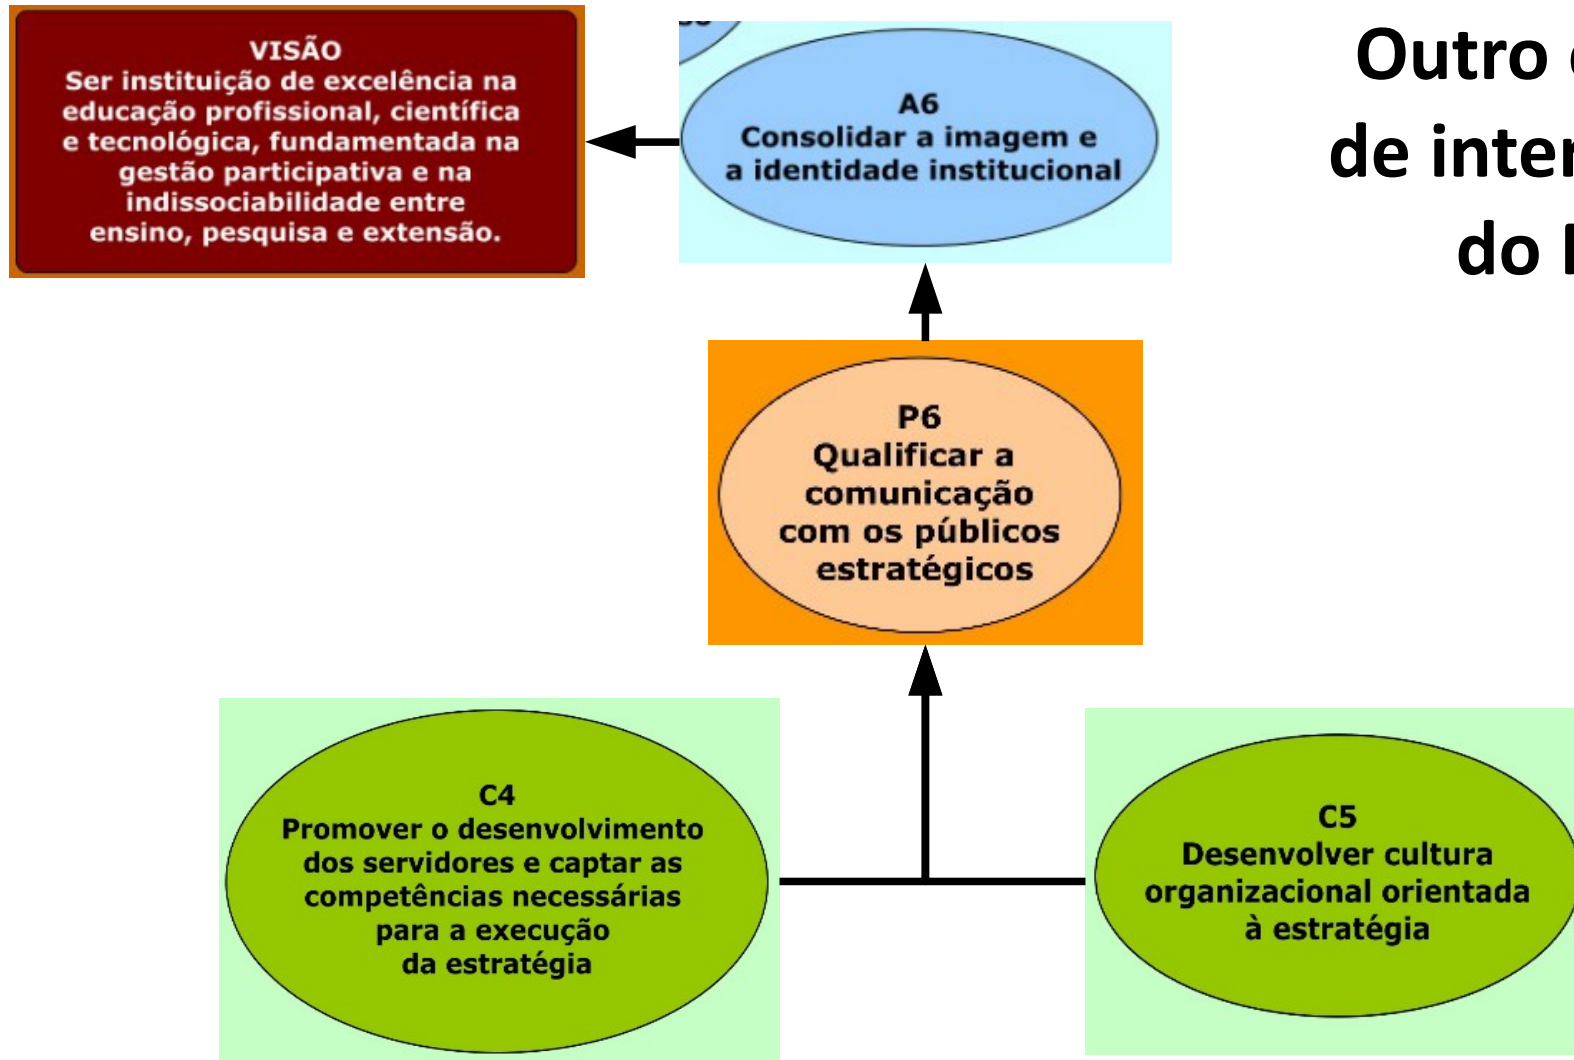 VISÃO
Ser instituição de excelência na
educação profissional, científica
e tecnológica, fundamentada na
gestão participativa e na
indissociabilidade entre
ensino, pesquisa e extensão.
A6
Consolidar a imagem e
a identidade institucional
Outro
de
do
P6
Qualificar a
comunicação
com os públicos
estratégicos
C4
Promover o desenvolvimento
dos servidores e captar as
competências necessárias
para a execução
da estratégia
C5
Desenvolver cultura
organizacional orientada
à estratégia